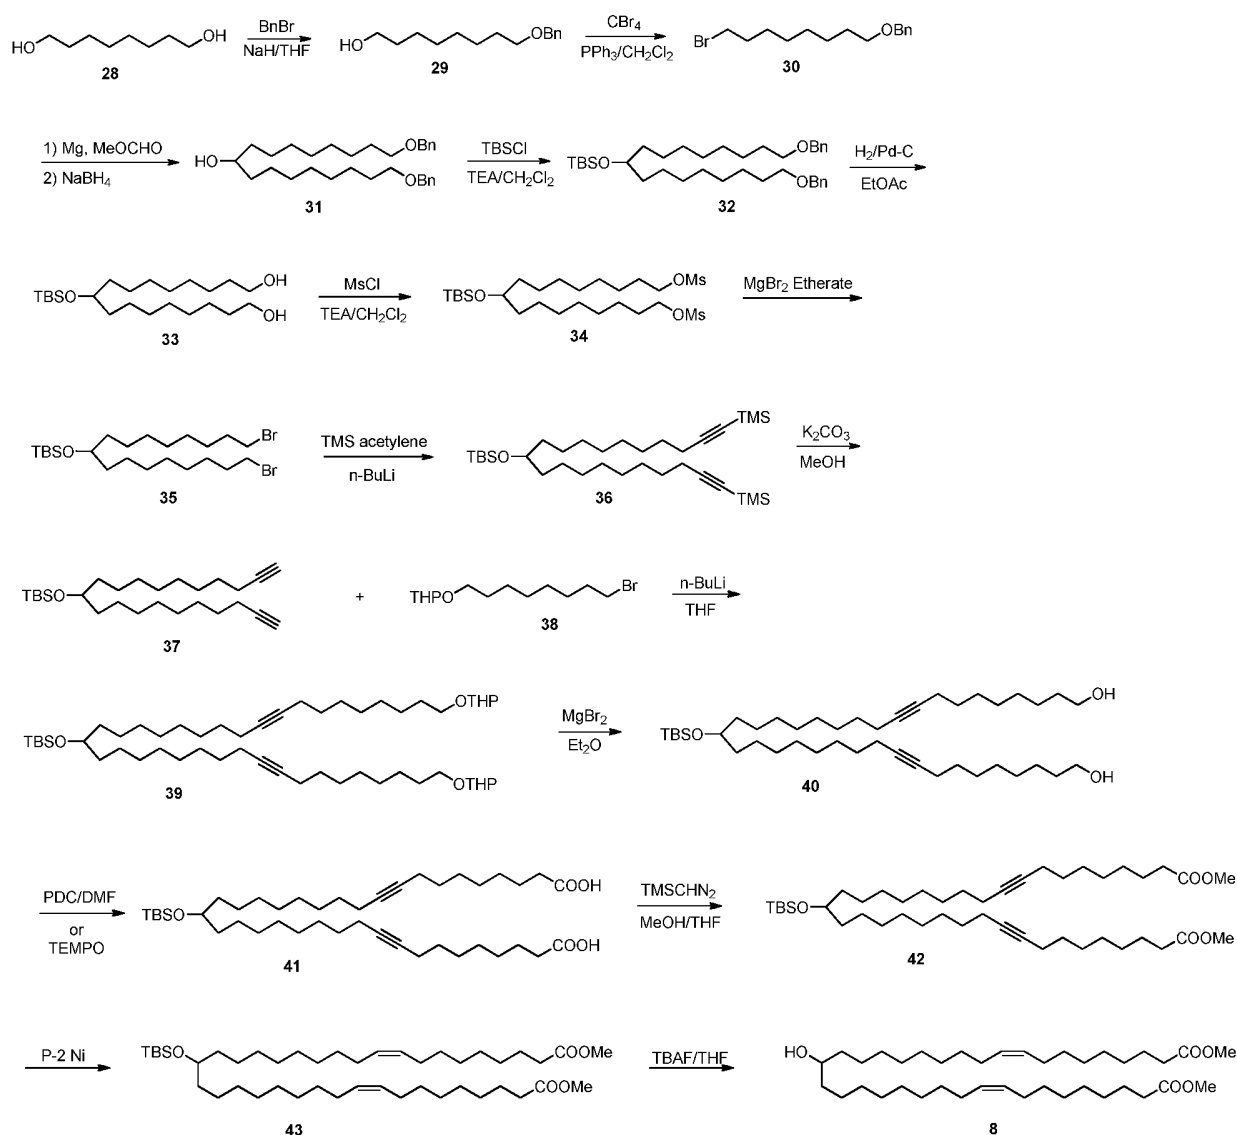 HO
OH
28
BnBr
NaH/THF
HO
OBn
29
CBr4
PPh3/CH2Cl2
Br
OBn
30
1) Mg, MeOCHO
2) NaBH4
HO
OBn
OBn
31
TBSCl
TEA/CH2Cl2
TBSO
OBn
OBn
32
H2/Pd-C
EtOAc
TBSO
OH
OH
33
MsCl
TEA/CH2Cl2
TBSO
OMs
OMs
34
MgBr2 Etherate
TBSO
Br
Br
35
TMS acetylene
n-BuLi
TBSO
TMS
TMS
36
K2CO3
MeOH
TBSO
37
+
THPO
Br
38
n-BuLi
THF
TBSO
OTHP
OTHP
39
MgBr2
Et2O
TBSO
OH
OH
40
PDC/DMF
or
TEMPO
TBSO
COOH
COOH
41
TMSCHN2
MeOH/THF
TBSO
COOMe
COOMe
42
P-2 Ni
TBSO
COOMe
COOMe
43
TBAF/THF
HO
COOMe
COOMe
8